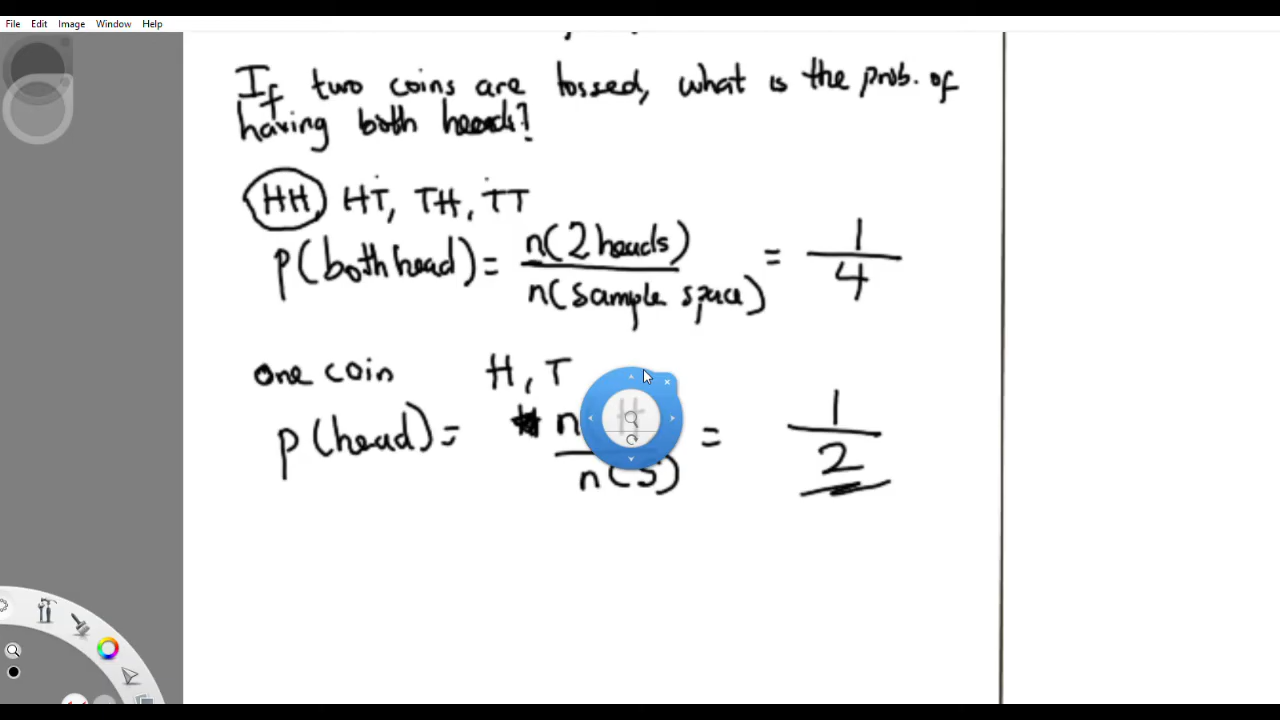 File Edit Image Window Help
If two coins are tossed, what is the prob. of
having both heads?
HH, HT, TH, TT
p(both head) = n(2 heads) / n(sample space) = 1/4
one coin H, T
p(head) = n / n(S) = 1/2